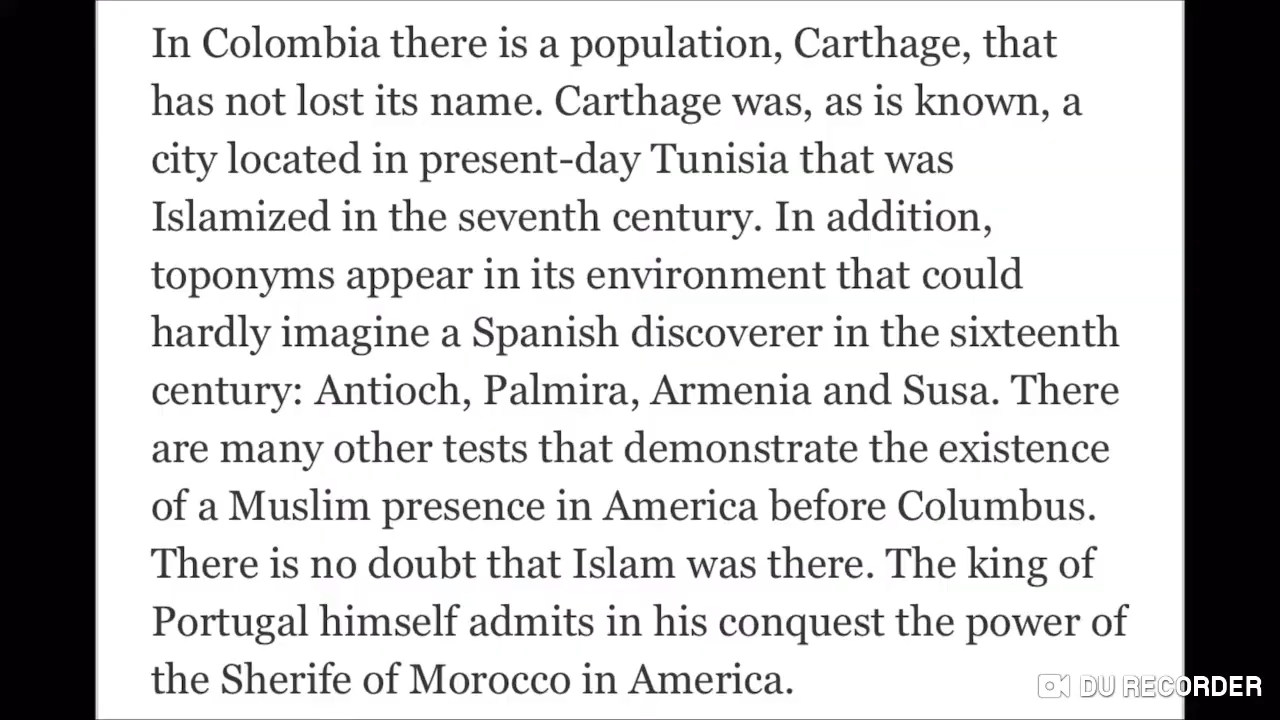 In Colombia there is a population, Carthage, that
has not lost its name. Carthage was, as is known, a
city located in present-day Tunisia that was
Islamized in the seventh century. In addition,
toponyms appear in its environment that could
hardly imagine a Spanish discoverer in the sixteenth
century: Antioch, Palmira, Armenia and Susa. There
are many other tests that demonstrate the existence
of a Muslim presence in America before Columbus.
There is no doubt that Islam was there. The king of
Portugal himself admits in his conquest the power of
the Sherife of Morocco in America.
DU RECORDER